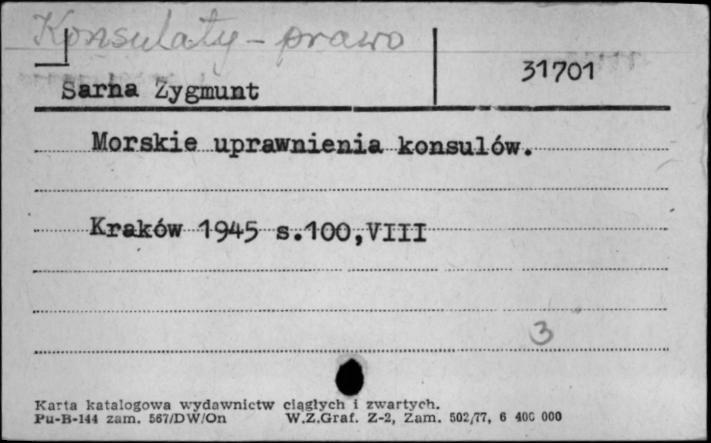 Konsulaty - prawo
31701
Sarna Zygmunt
Morskie uprawnienia konsulów.
Kraków 1945 s.100,VIII
3
Karta katalogowa wydawnictw ciągłych i zwartych.
Pu-B-144 zam. 567/DW/On W.Z.Graf. Z-2, Zam. 502/77, 6 400 000